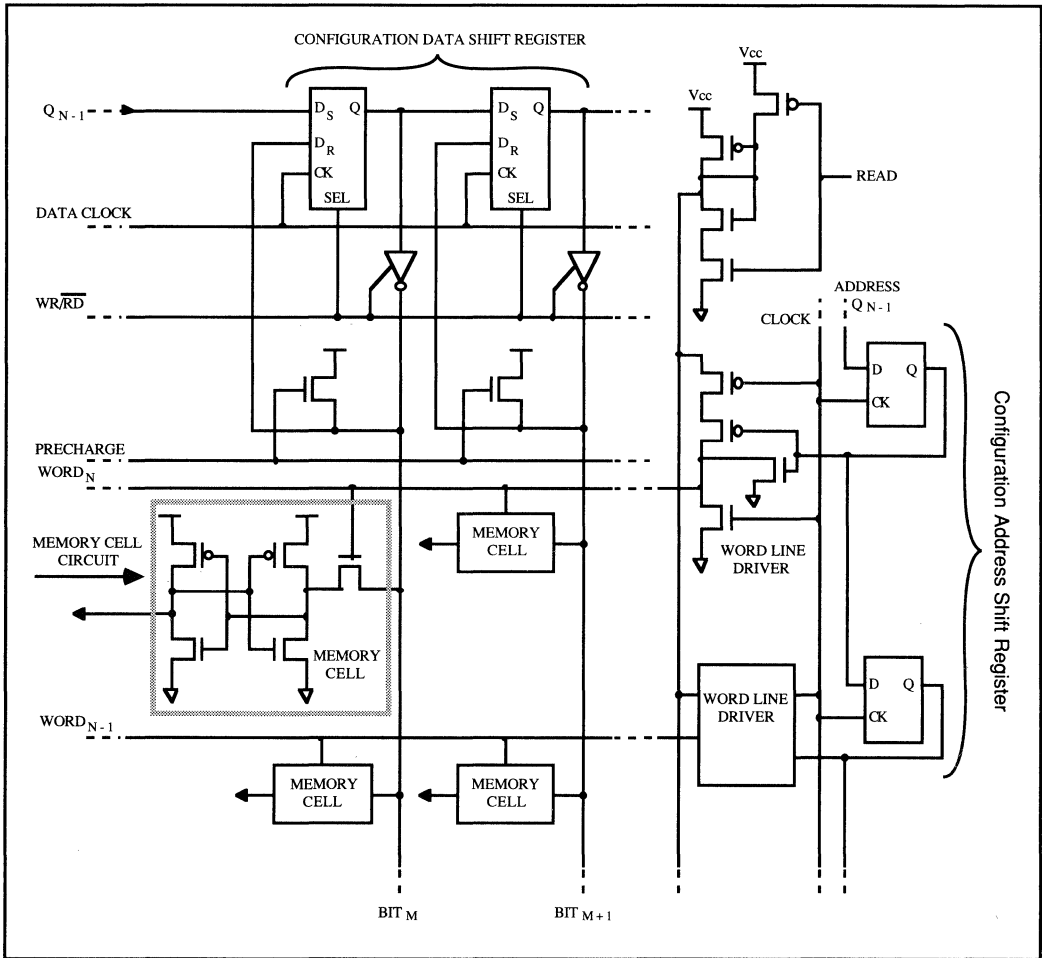 CONFIGURATION DATA SHIFT REGISTER
Q N-1
D S Q
D R
CK
SEL
D S Q
D R
CK
SEL
DATA CLOCK
WR/RD
PRECHARGE
WORD N
MEMORY CELL
CIRCUIT
MEMORY
CELL
MEMORY
CELL
WORD N-1
MEMORY
CELL
MEMORY
CELL
BIT M
BIT M+1
Vcc
Vcc
READ
ADDRESS
Q N-1
CLOCK
D Q
CK
WORD LINE
DRIVER
WORD LINE
DRIVER
D Q
CK
Configuration Address Shift Register